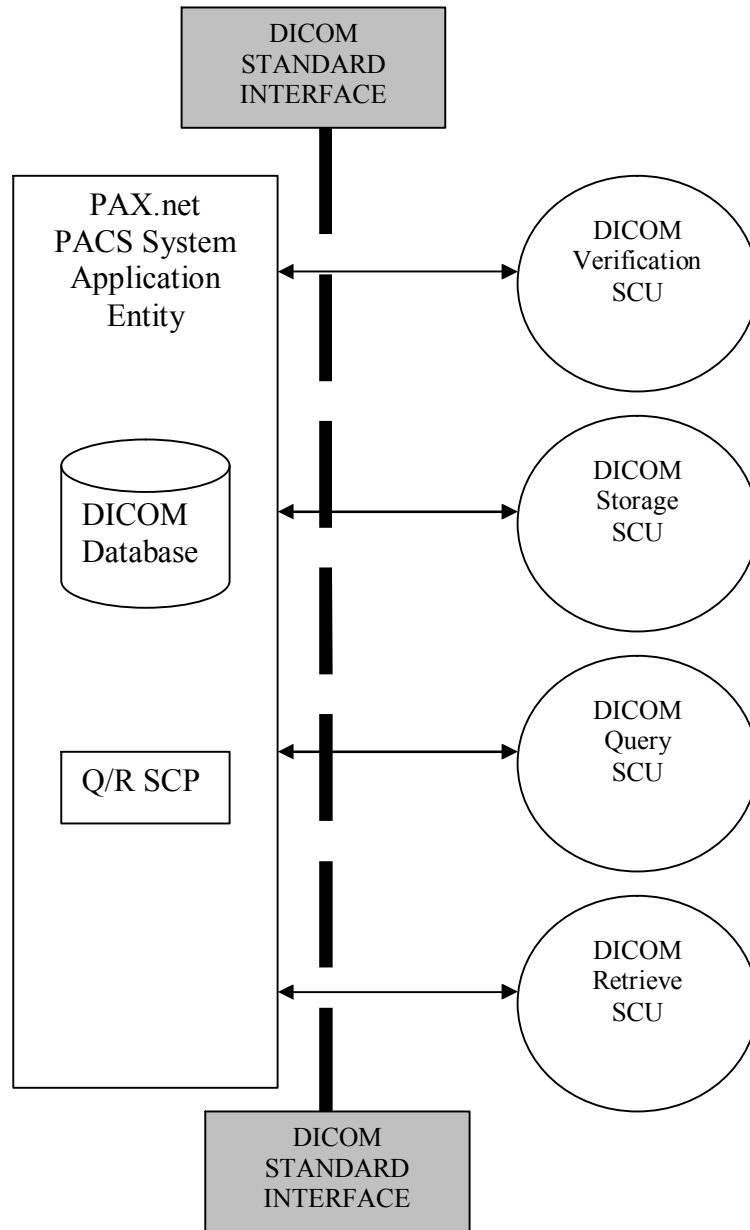 DICOM
STANDARD
INTERFACE
PAX.net
PACS System
Application
Entity
DICOM
Verification
SCU
DICOM
Database
DICOM
Storage
SCU
Q/R SCP
DICOM
Query
SCU
DICOM
Retrieve
SCU
DICOM
STANDARD
INTERFACE